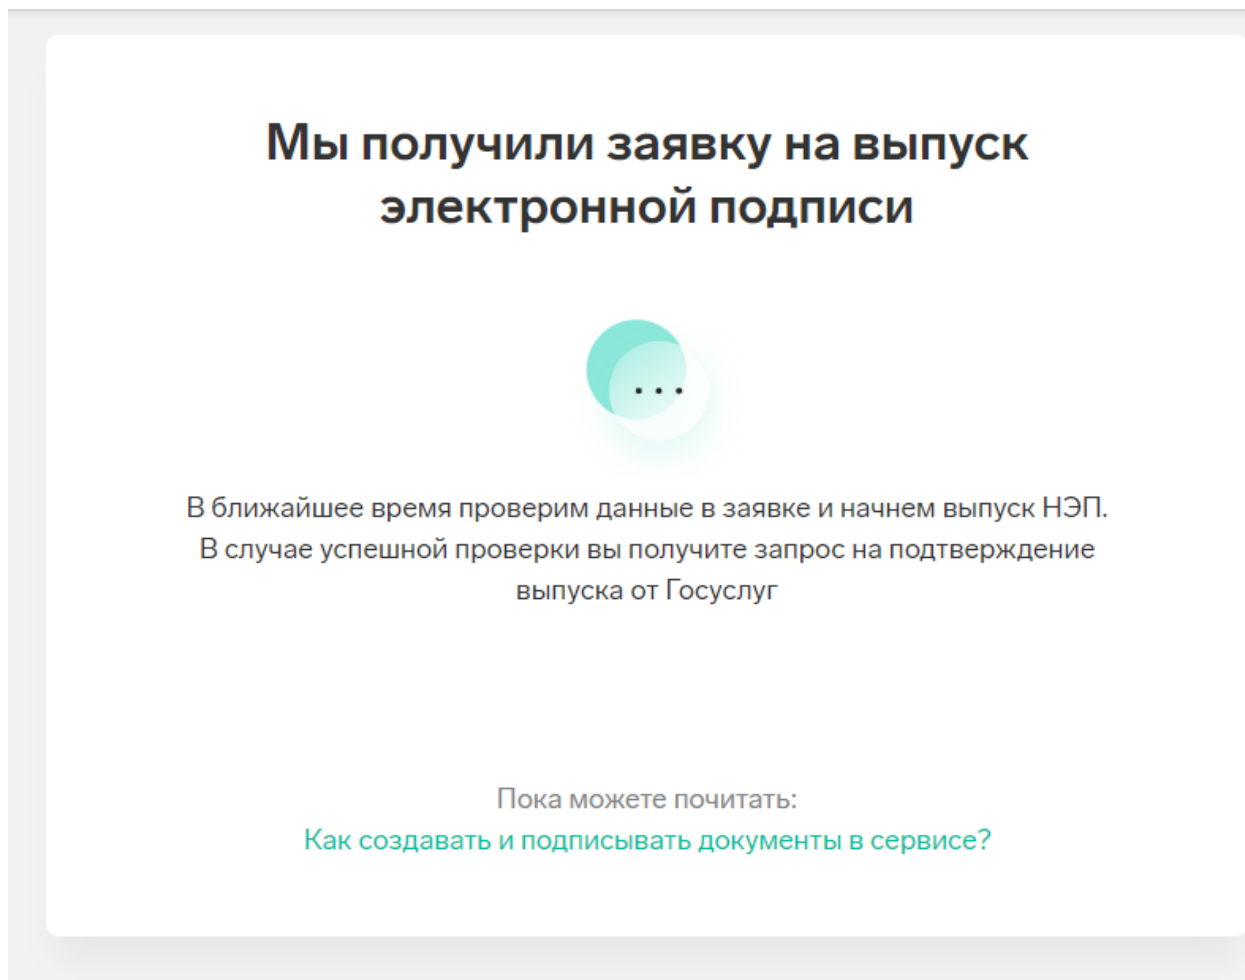 Мы получили заявку на выпуск
электронной подписи
В ближайшее время проверим данные в заявке и начнем выпуск НЭП.
В случае успешной проверки вы получите запрос на подтверждение
выпуска от Госуслуг
Пока можете почитать:
Как создавать и подписывать документы в сервисе?